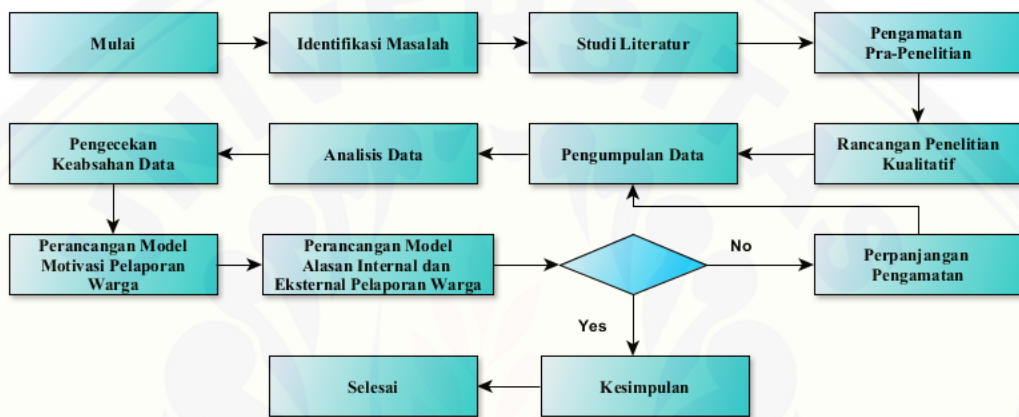 Mulai
Identifikasi Masalah
Studi Literatur
Pengamatan
Pra-Penelitian
Rancangan Penelitian
Kualitatif
Pengumpulan Data
Analisis Data
Pengecekan
Keabsahan Data
Perancangan Model
Motivasi Pelaporan
Warga
Perancangan Model
Alasan Internal dan
Eksternal Pelaporan Warga
No
Perpanjangan
Pengamatan
Yes
Kesimpulan
Selesai
UNIVERSITAS